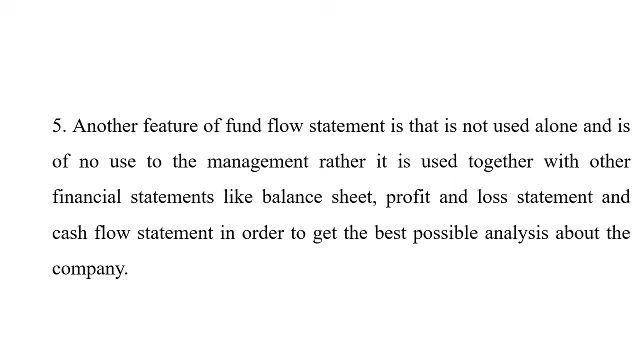 5. Another feature of fund flow statement is that is not used alone and is
of no use to the management rather it is used together with other
financial statements like balance sheet, profit and loss statement and
cash flow statement in order to get the best possible analysis about the
company.